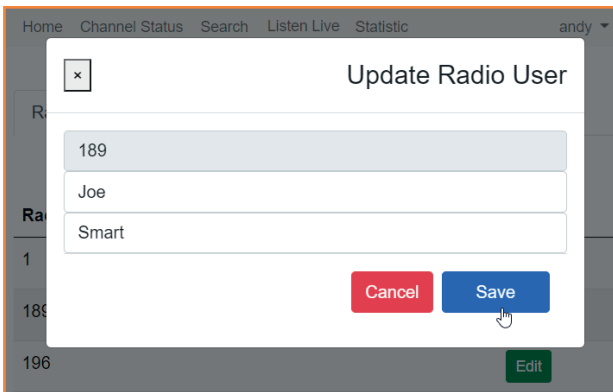 Home Channel Status Search Listen Live Statistic andy
× Update Radio User
189
Joe
Smart
Cancel Save
1
189
196 Edit